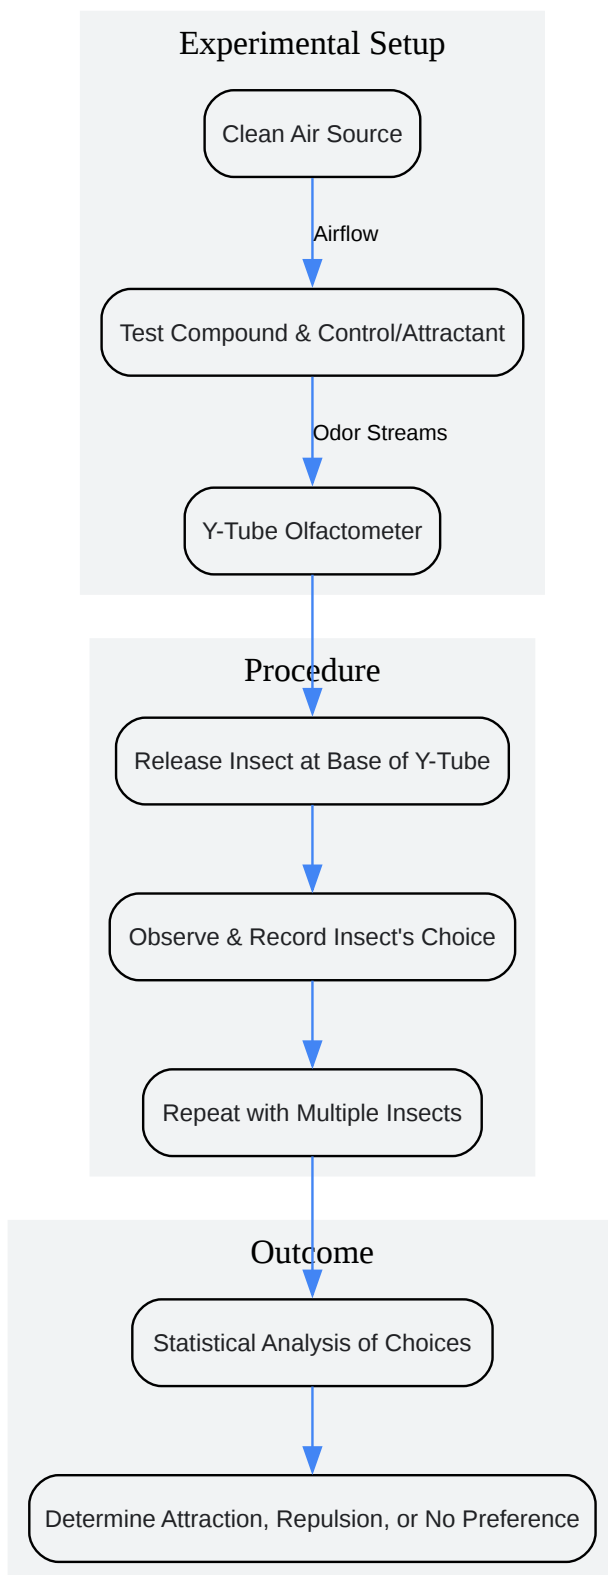 Experimental Setup
Clean Air Source
Airflow
Test Compound & Control/Attractant
Odor Streams
Y-Tube Olfactometer
Procedure
Release Insect at Base of Y-Tube
Observe & Record Insect's Choice
Repeat with Multiple Insects
Outcome
Statistical Analysis of Choices
Determine Attraction, Repulsion, or No Preference